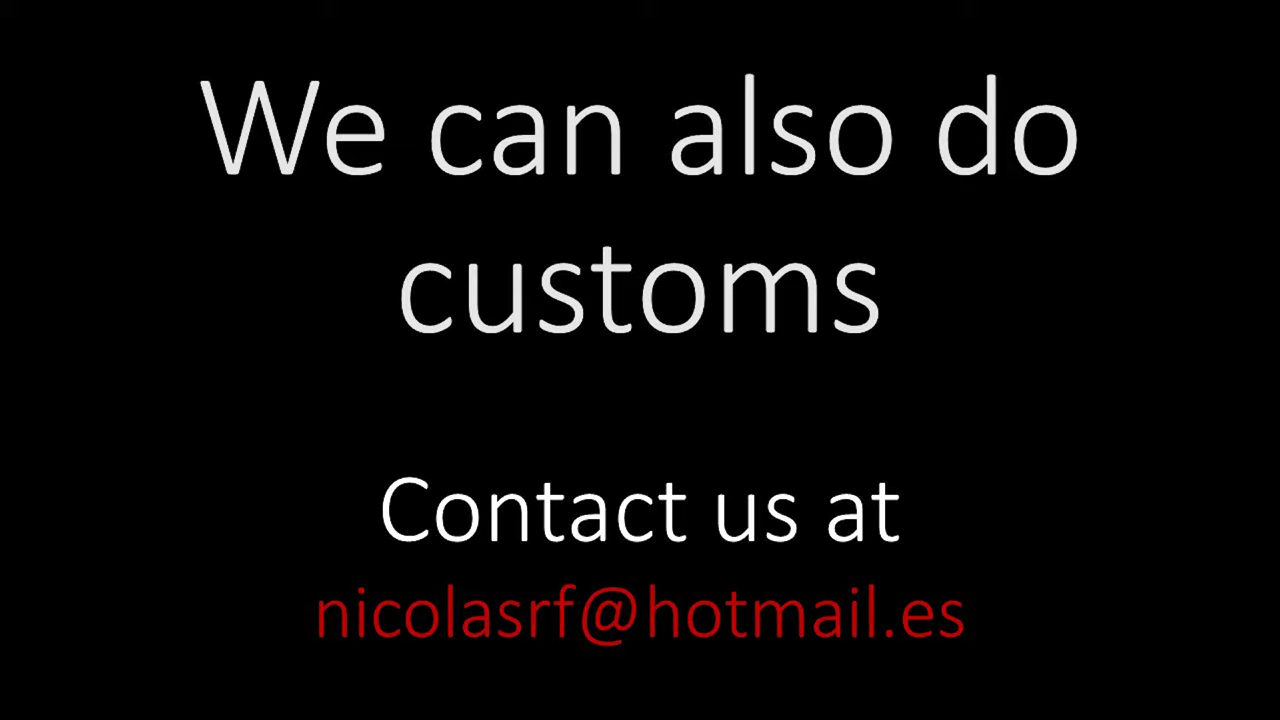 We can also do
customs
Contact us at
nicolasrf@hotmail.es